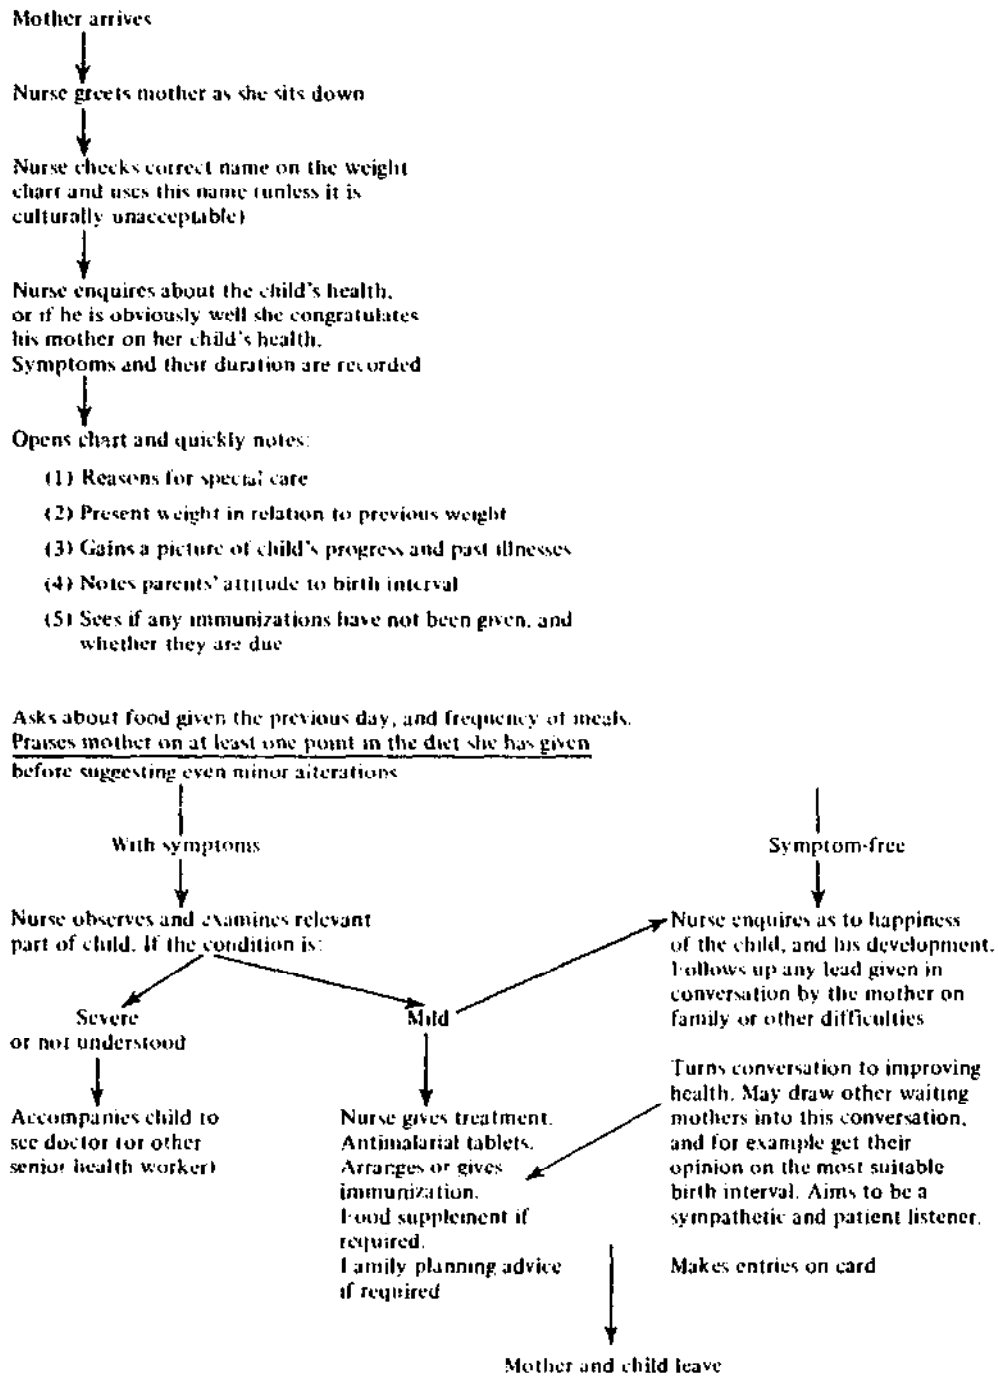 Mother arrives
Nurse greets mother as she sits down
Nurse checks correct name on the weight
chart and uses this name (unless it is
culturally unacceptable)
Nurse enquires about the child's health,
or if he is obviously well she congratulates
his mother on her child's health.
Symptoms and their duration are recorded
Opens chart and quickly notes:
(1) Reasons for special care
(2) Present weight in relation to previous weight
(3) Gains a picture of child's progress and past illnesses
(4) Notes parents' attitude to birth interval
(5) Sees if any immunizations have not been given, and
whether they are due
Asks about food given the previous day, and frequency of meals.
Praises mother on at least one point in the diet she has given
before suggesting even minor alterations
With symptoms
Nurse observes and examines relevant
part of child. If the condition is:
Severe
or not understood
Accompanies child to
see doctor (or other
senior health worker)
Mild
Nurse gives treatment.
Antimalarial tablets.
Arranges or gives
immunization.
Food supplement if
required.
Family planning advice
if required
Symptom-free
Nurse enquires as to happiness
of the child, and his development.
Follows up any lead given in
conversation by the mother on
family or other difficulties
Turns conversation to improving
health. May draw other waiting
mothers into this conversation,
and for example get their
opinion on the most suitable
birth interval. Aims to be a
sympathetic and patient listener.
Makes entries on card
Mother and child leave